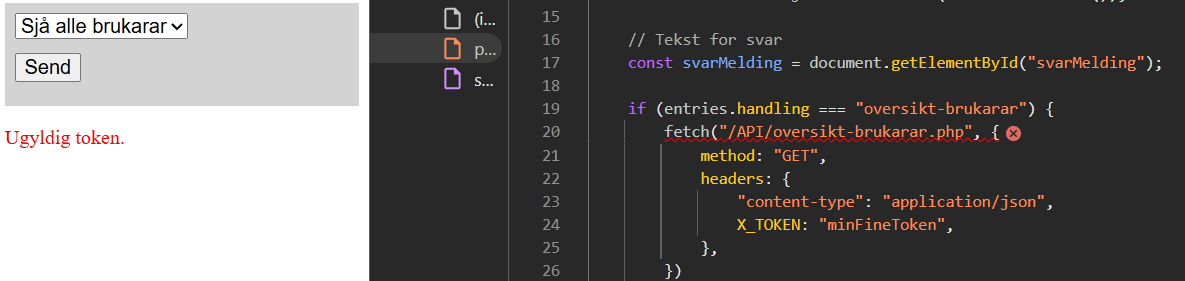 Sjå alle brukarar
Send
Ugyldig token.
(i...
p...
s...
15
16 // Tekst for svar
17 const svarMelding = document.getElementById("svarMelding");
18
19 if (entries.handling === "oversikt-brukarar") {
20 fetch("/API/oversikt-brukarar.php", {
21 method: "GET",
22 headers: {
23 "content-type": "application/json",
24 X_TOKEN: "minFineToken",
25 },
26 })